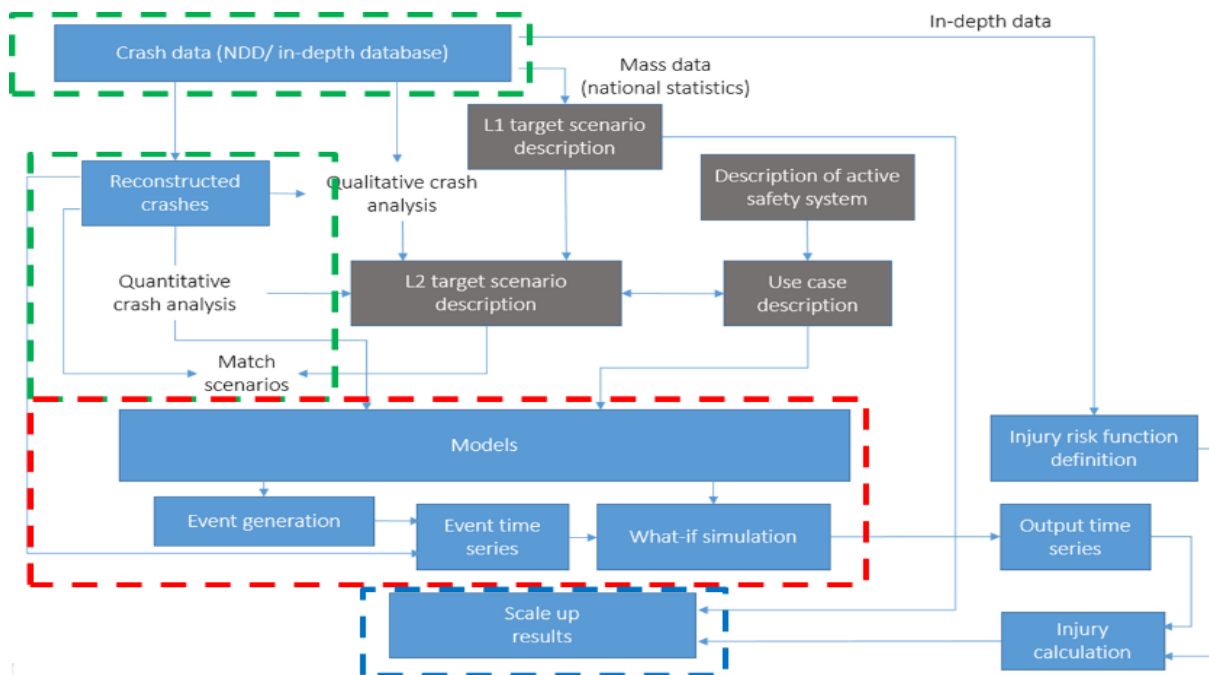 In-depth data
Crash data (NDD/ in-depth database)
Mass data
(national statistics)
L1 target scenario
description
Reconstructed
crashes
Qualitative crash
analysis
Description of active
safety system
Quantitative
crash analysis
L2 target scenario
description
Use case
description
Match
scenarios
Models
Injury risk function
definition
Event generation
Event time
series
What-if simulation
Output time
series
Scale up
results
Injury
calculation